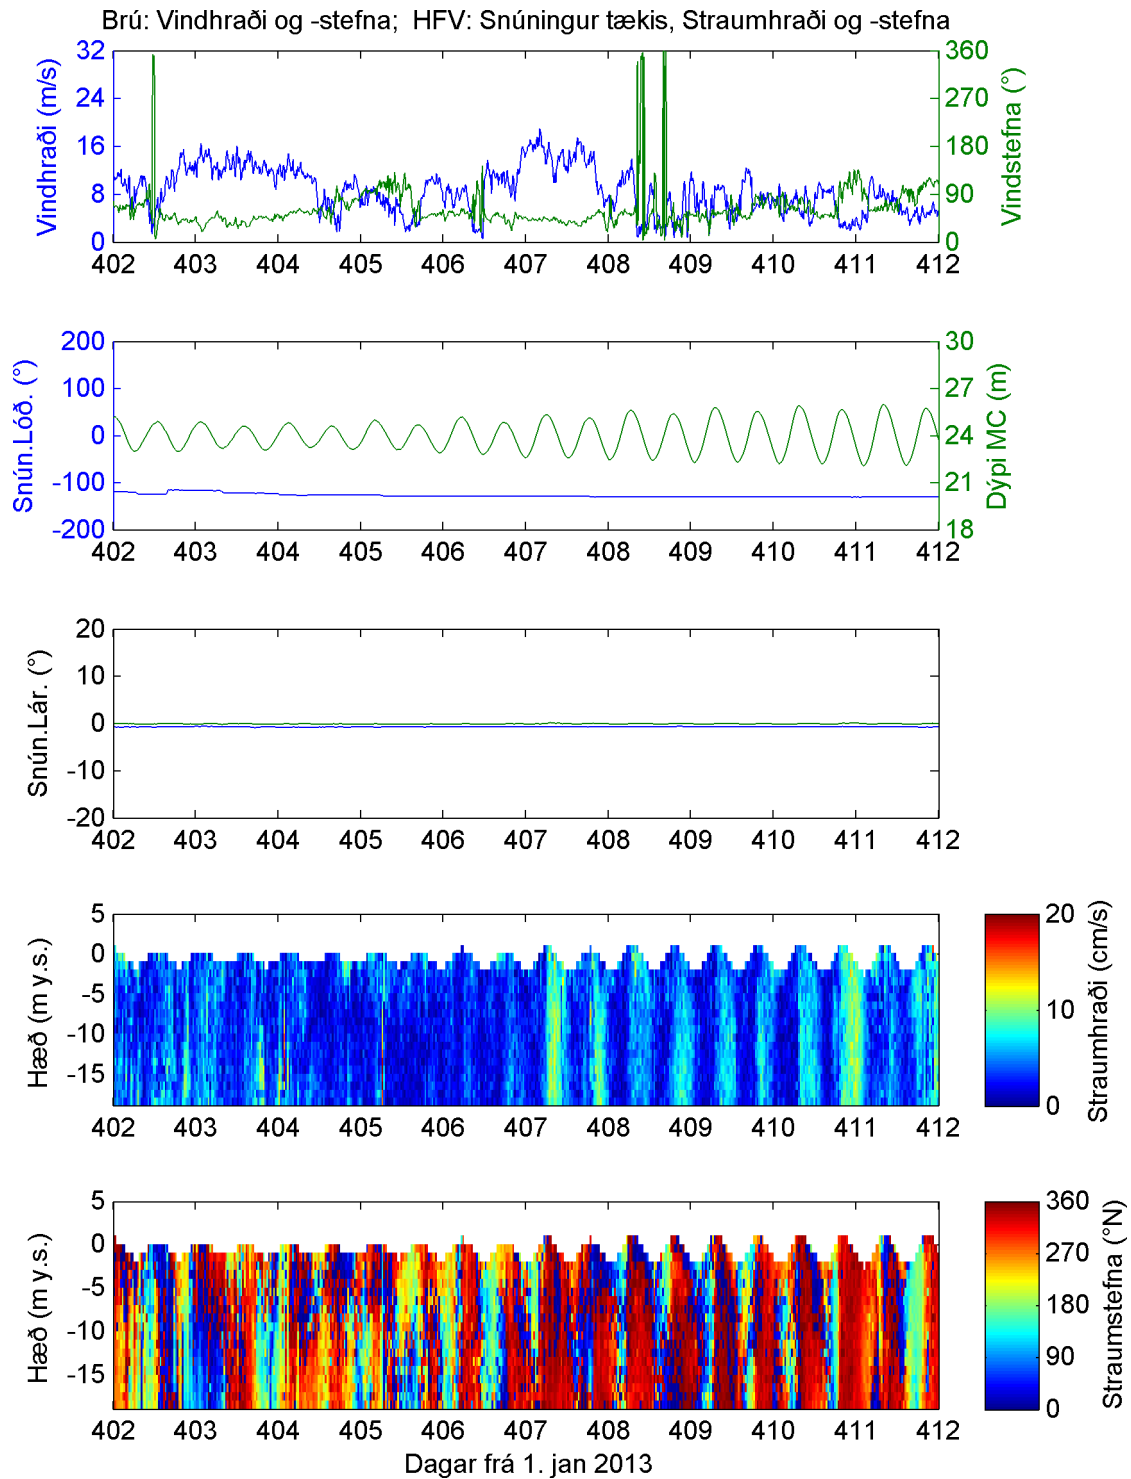 Brú: Vindhraði og -stefna;  HFV: Snúningur tækis, Straumhraði og -stefna
Vindhraði (m/s)
32
24
16
8
0
360
270
180
90
0
Vindstefna (°)
402 403 404 405 406 407 408 409 410 411 412
Snún.Lóð. (°)
200
100
0
-100
-200
30
27
24
21
18
Dýpi MC (m)
402 403 404 405 406 407 408 409 410 411 412
Snún.Lár. (°)
20
10
0
-10
-20
402 403 404 405 406 407 408 409 410 411 412
Hæð (m y.s.)
5
0
-5
-10
-15
20
10
0
Straumhraði (cm/s)
402 403 404 405 406 407 408 409 410 411 412
Hæð (m y.s.)
5
0
-5
-10
-15
360
270
180
90
0
Straumstefna (°N)
402 403 404 405 406 407 408 409 410 411 412
Dagar frá 1. jan 2013